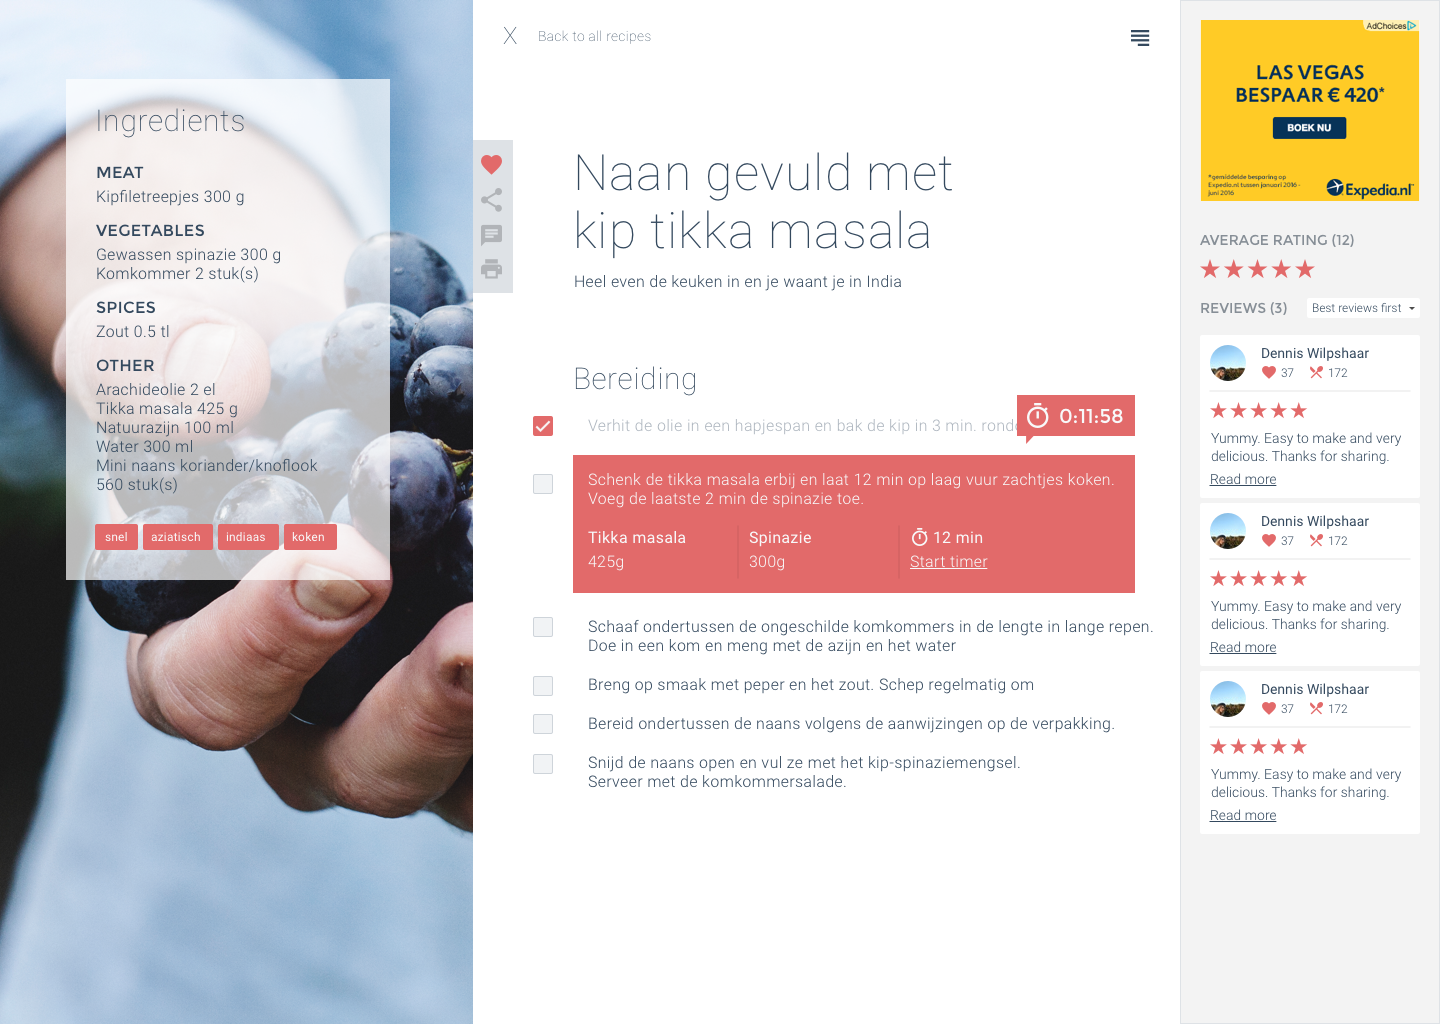 Ingredients
MEAT
Kipfiletreepjes 300 g
VEGETABLES
Gewassen spinazie 300 g
Komkommer 2 stuk(s)
SPICES
Zout 0.5 tl
OTHER
Arachideolie 2 el
Tikka masala 425 g
Natuurazijn 100 ml
Water 300 ml
Mini naans koriander/knoflook
560 stuk(s)
snel aziatisch indiaas koken
X Back to all recipes
Naan gevuld met
kip tikka masala
Heel even de keuken in en je waant je in India
Bereiding
Verhit de olie in een hapjespan en bak de kip in 3 min.
0:11:58
Schenk de tikka masala erbij en laat 12 min op laag vuur zachtjes koken.
Voeg de laatste 2 min de spinazie toe.
Tikka masala Spinazie 12 min
425g 300g Start timer
Schaaf ondertussen de ongeschilde komkommers in de lengte in lange repen.
Doe in een kom en meng met de azijn en het water
Breng op smaak met peper en het zout. Schep regelmatig om
Bereid ondertussen de naans volgens de aanwijzingen op de verpakking.
Snijd de naans open en vul ze met het kip-spinaziemengsel.
Serveer met de komkommersalade.
AdChoices
LAS VEGAS
BESPAAR € 420*
BOEK NU
*gemiddelde besparing op
Expedia.nl tussen januari 2016 -
juni 2016
Expedia.nl
AVERAGE RATING (12)
REVIEWS (3) Best reviews first
Dennis Wilpshaar
37 172
Yummy. Easy to make and very
delicious. Thanks for sharing.
Read more
Dennis Wilpshaar
37 172
Yummy. Easy to make and very
delicious. Thanks for sharing.
Read more
Dennis Wilpshaar
37 172
Yummy. Easy to make and very
delicious. Thanks for sharing.
Read more